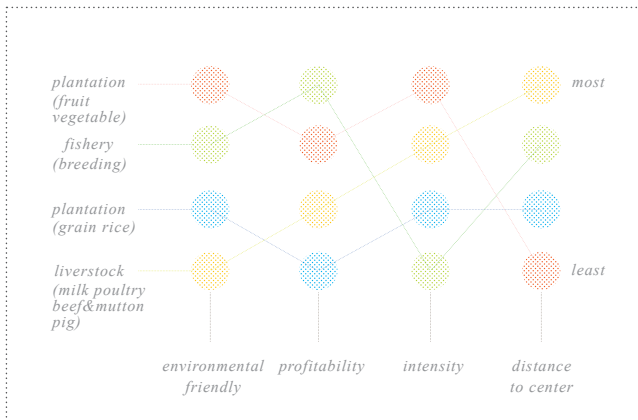 plantation
(fruit
vegetable)
most
fishery
(breeding)
plantation
(grain rice)
liverstock
(milk poultry
beef&mutton
pig)
least
environmental
friendly
profitability
intensity
distance
to center